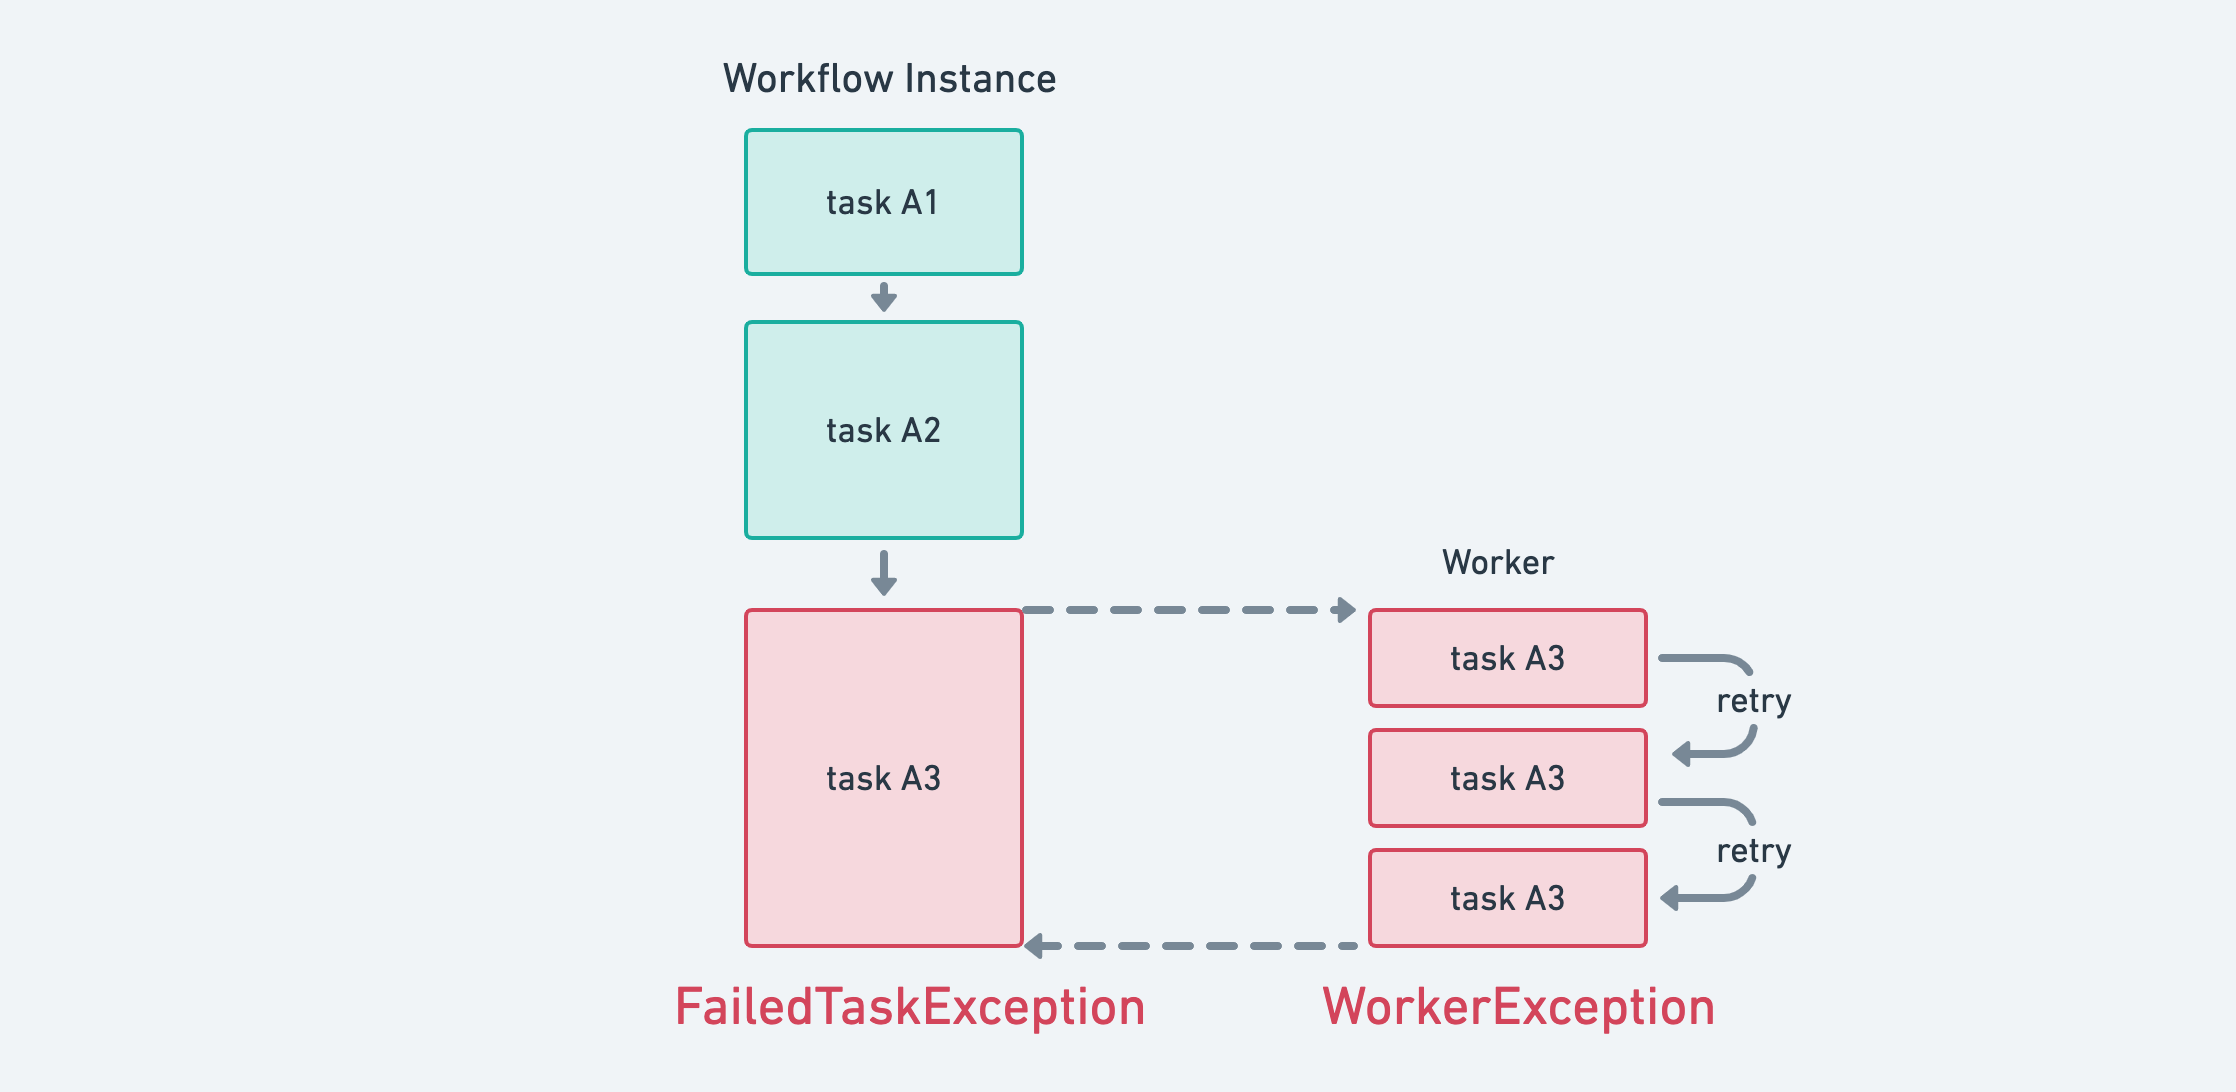 Workflow Instance
task A1
task A2
Worker
task A3
task A3
retry
task A3
retry
task A3
FailedTaskException
WorkerException